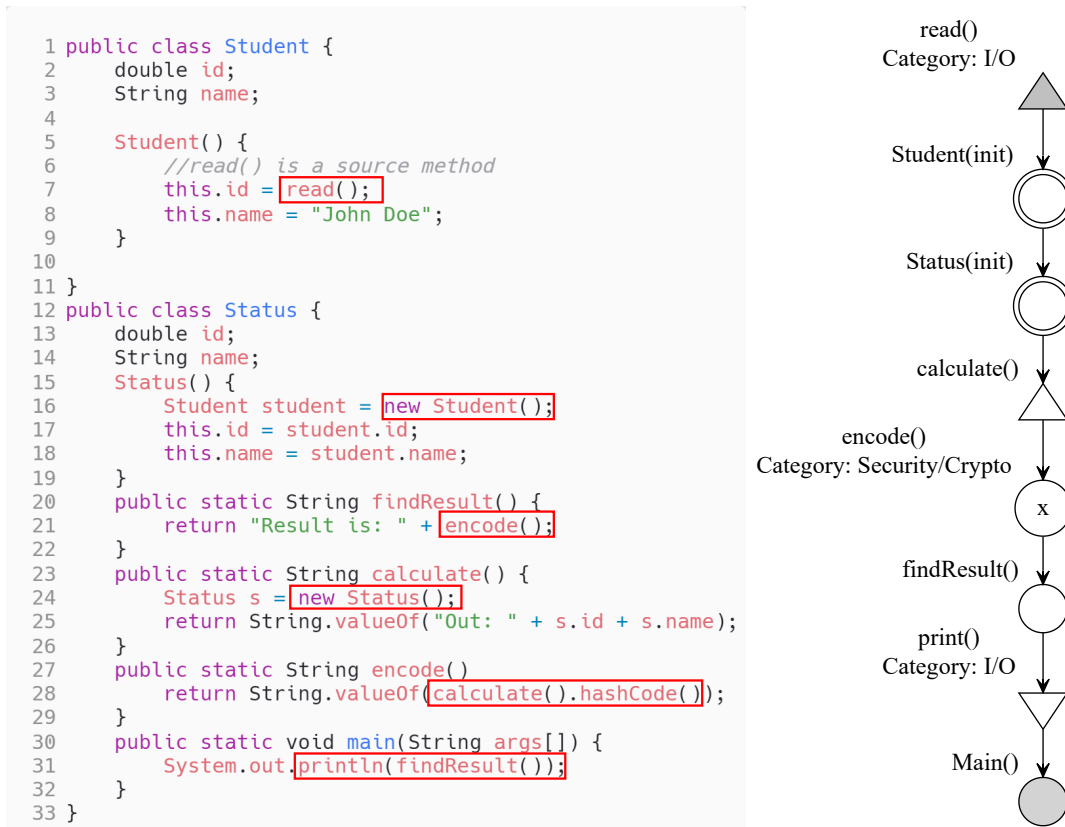 1 public class Student {
2 double id;
3 String name;
4
5 Student() {
6 //read() is a source method
7 this.id = read();
8 this.name = "John Doe";
9 }
10
11 }
12 public class Status {
13 double id;
14 String name;
15 Status() {
16 Student student = new Student();
17 this.id = student.id;
18 this.name = student.name;
19 }
20 public static String findResult() {
21 return "Result is: " + encode();
22 }
23 public static String calculate() {
24 Status s = new Status();
25 return String.valueOf("Out: " + s.id + s.name);
26 }
27 public static String encode()
28 return String.valueOf(calculate().hashCode());
29 }
30 public static void main(String args[]) {
31 System.out.println(findResult());
32 }
33 }
read()
Category: I/O
Student(init)
Status(init)
calculate()
encode()
Category: Security/Crypto
x
findResult()
print()
Category: I/O
Main()